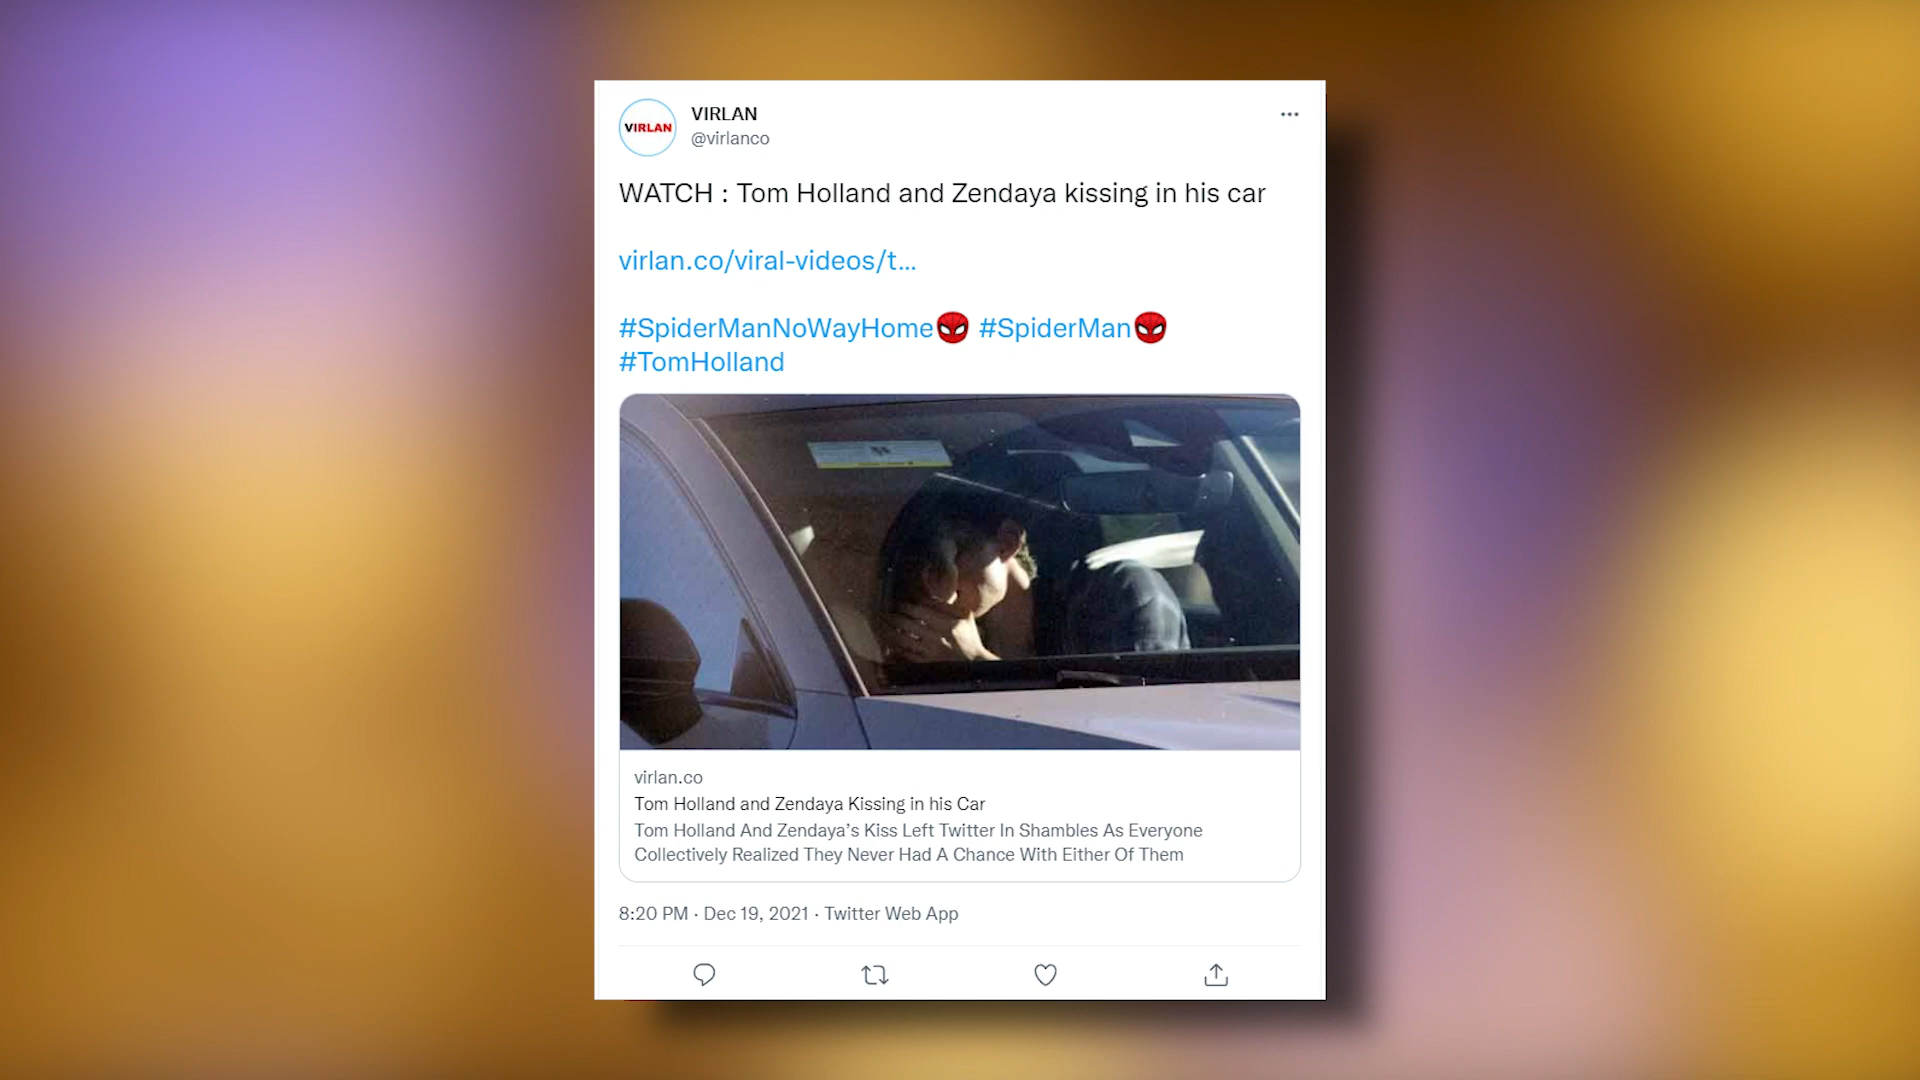 VIRLAN
VIRLAN
@virlanco
WATCH : Tom Holland and Zendaya kissing in his car
virlan.co/viral-videos/t...
#SpiderManNoWayHome #SpiderMan
#TomHolland
virlan.co
Tom Holland and Zendaya Kissing in his Car
Tom Holland And Zendaya’s Kiss Left Twitter In Shambles As Everyone
Collectively Realized They Never Had A Chance With Either Of Them
8:20 PM · Dec 19, 2021 · Twitter Web App